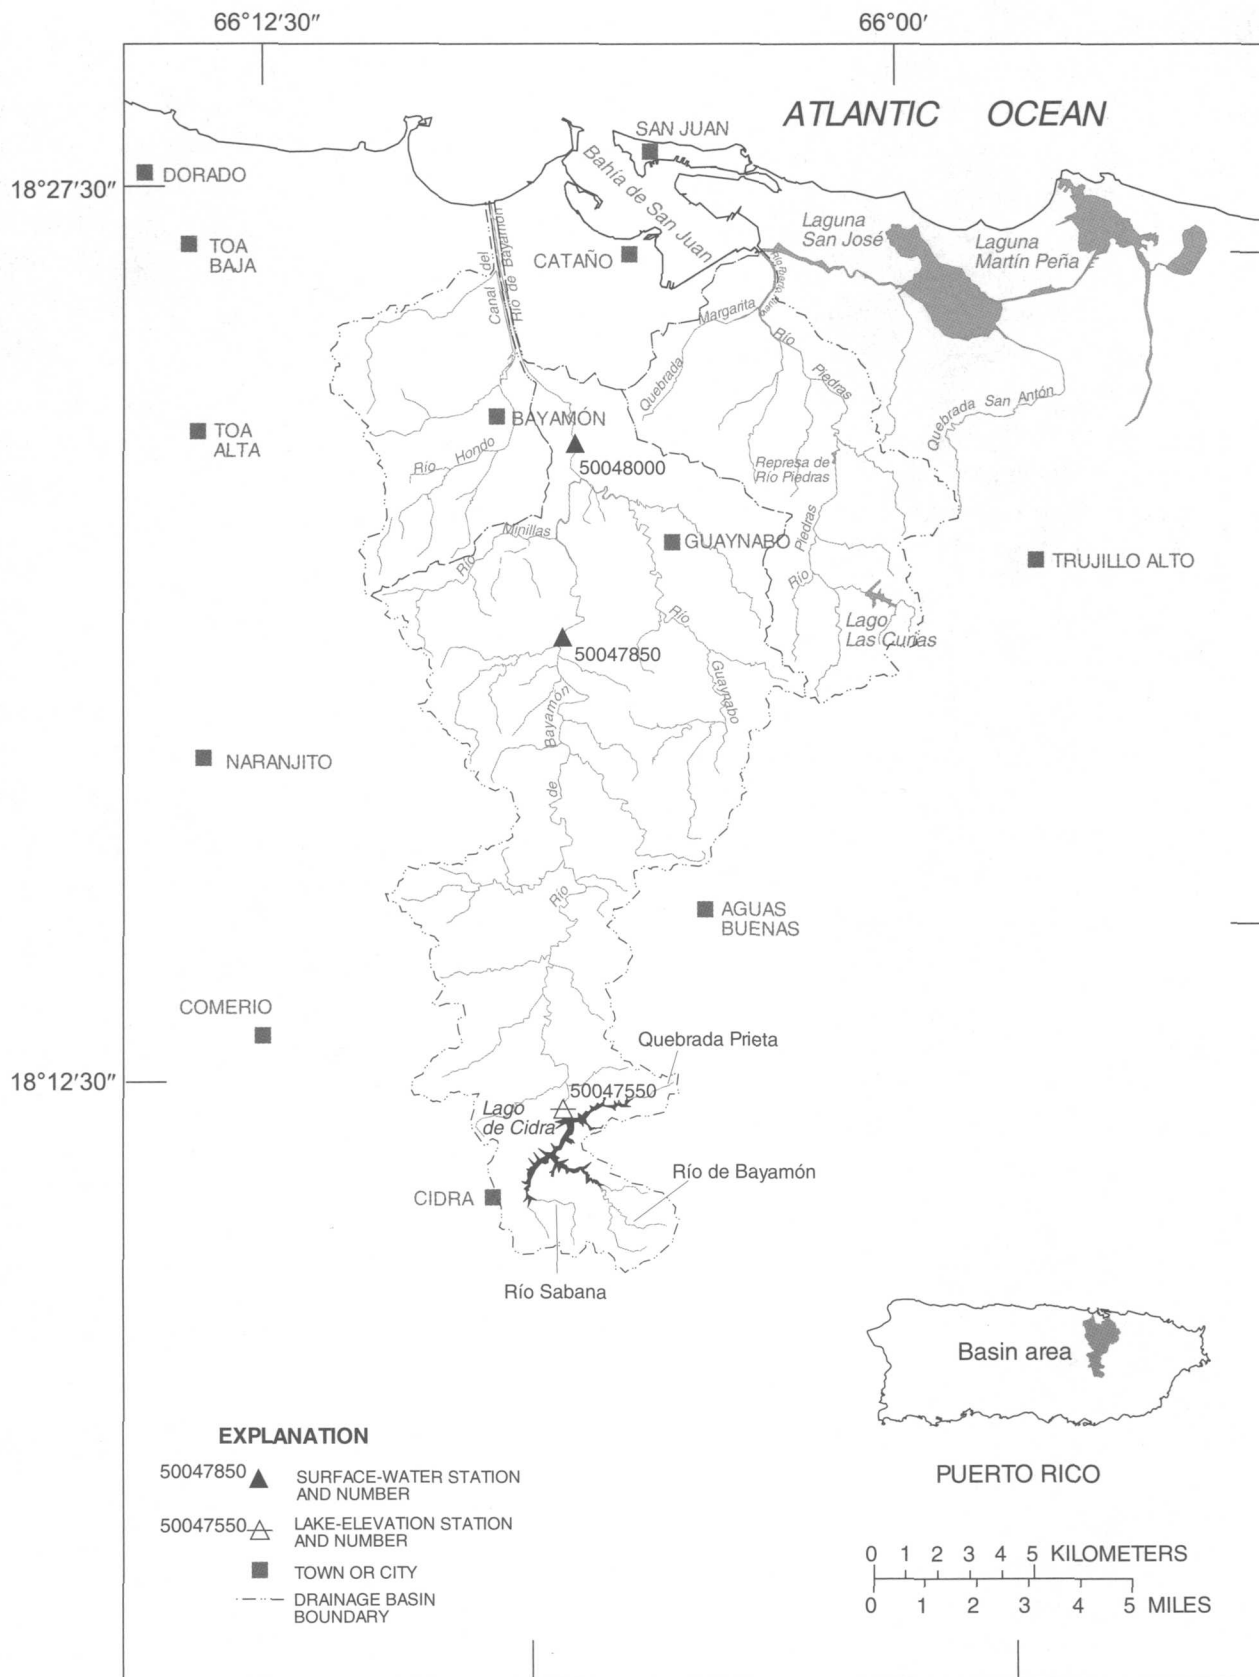 66°12'30"
66°00'
ATLANTIC OCEAN
SAN JUAN
DORADO
18°27'30"
Bahía de San Juan
Laguna
San José
Laguna
Martín Peña
TOA
BAJA
CATAÑO
Canal del
Río de Bayamón
Margarita
Quebrada
Río
Piedras
Quebrada San Antón
BAYAMÓN
TOA
ALTA
Río Hondo
50048000
Represa de
Río Piedras
Minillas
Río
GUAYNABO
Piedras
Río
TRUJILLO ALTO
Lago
Las Curias
Río
Guaynabo
50047850
Bayamón
de
Río
NARANJITO
AGUAS
BUENAS
COMERIO
Quebrada Prieta
18°12'30"
50047550
Lago
de Cidra
Río de Bayamón
CIDRA
Río Sabana
Basin area
PUERTO RICO
EXPLANATION
50047850 SURFACE-WATER STATION
AND NUMBER
50047550 LAKE-ELEVATION STATION
AND NUMBER
TOWN OR CITY
DRAINAGE BASIN
BOUNDARY
0 1 2 3 4 5 KILOMETERS
0 1 2 3 4 5 MILES